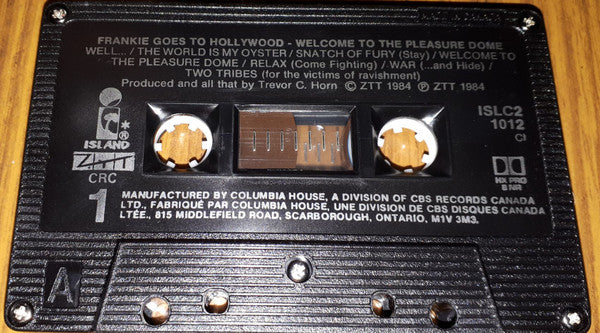 FRANKIE GOES TO HOLLYWOOD - WELCOME TO THE PLEASURE DOME
WELL... / THE WORLD IS MY OYSTER / SNATCH OF FURY (Stay) / WELCOME TO
THE PLEASURE DOME / RELAX (Come Fighting) / WAR (...and Hide) /
TWO TRIBES (for the victims of ravishment)
Produced and all that by Trevor C. Horn © ZTT 1984 ℗ ZTT 1984
ISLAND
ZTT
CRC
1
ISLC2
1012
CI
HX PRO
B NR
MANUFACTURED BY COLUMBIA HOUSE, A DIVISION OF CBS RECORDS CANADA
LTD., FABRIQUÉ PAR COLUMBIA HOUSE, UNE DIVISION DE CBS DISQUES CANADA
LTÉE., 815 MIDDLEFIELD ROAD, SCARBOROUGH, ONTARIO, M1V 3M3.
A